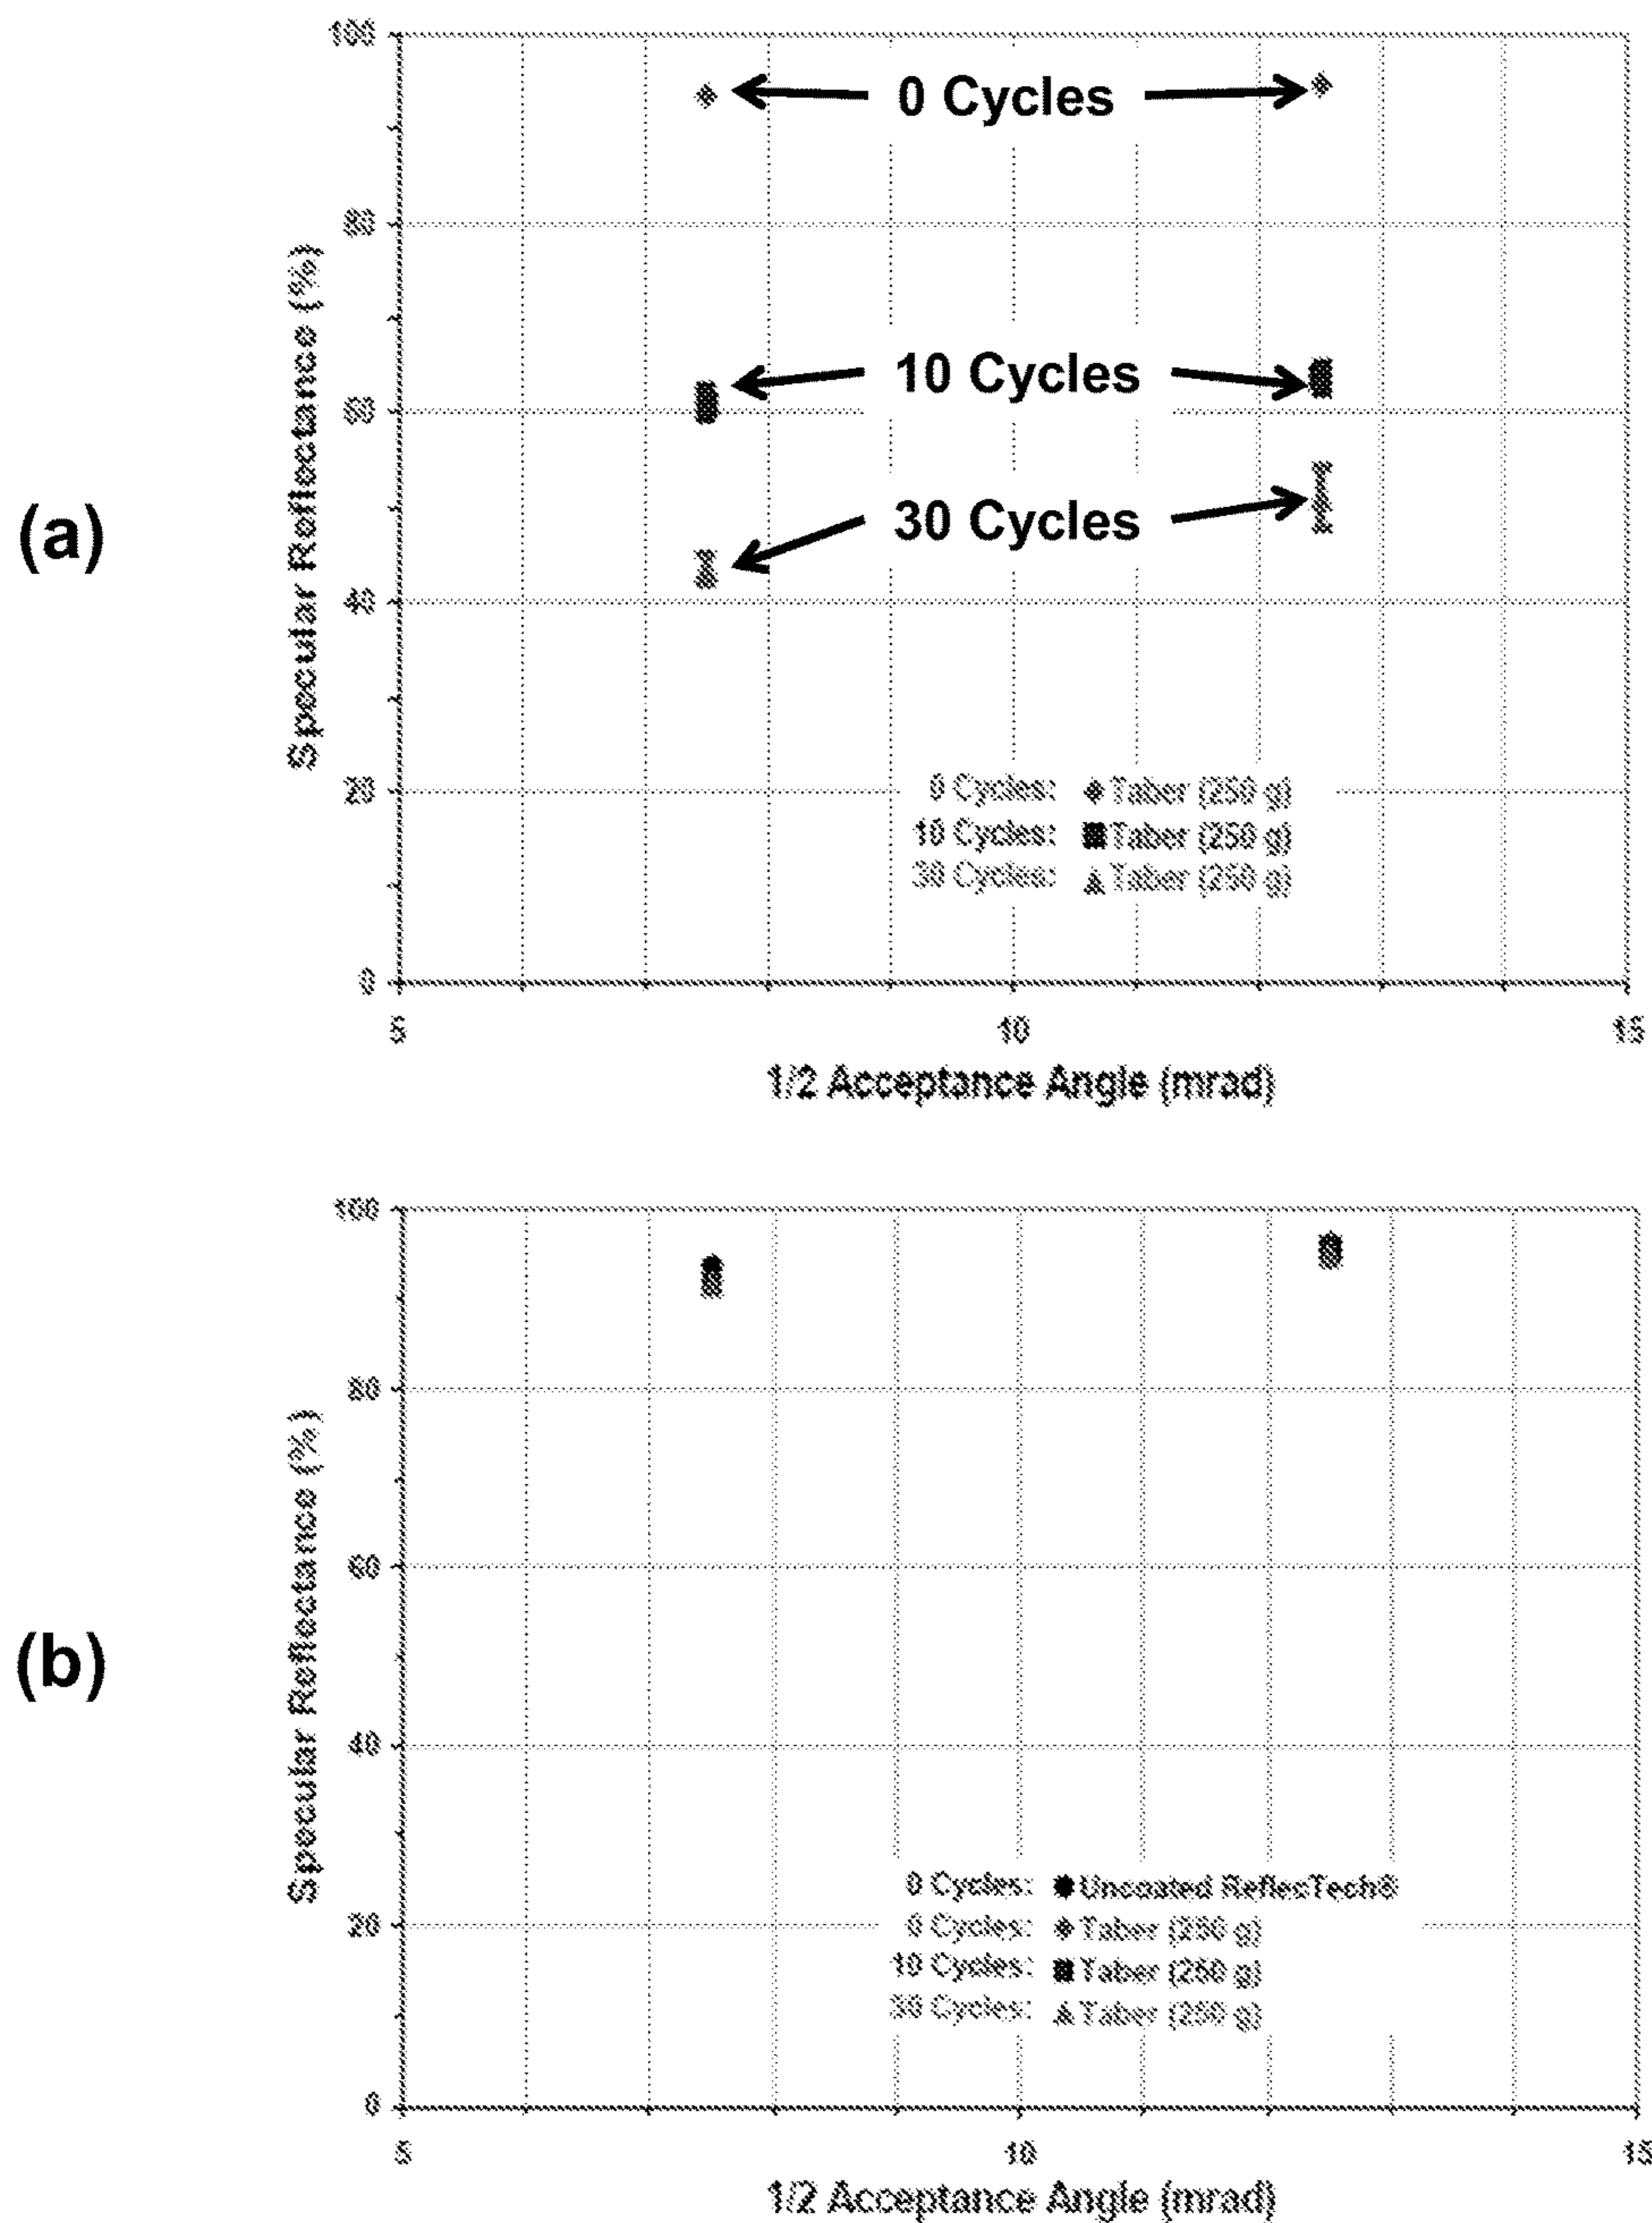 100
0 Cycles
80
10 Cycles
60
30 Cycles
40
20
0 Cycles: Taber (250 g)
10 Cycles: Taber (250 g)
30 Cycles: Taber (250 g)
0
5 10 15
1/2 Acceptance Angle (mrad)
Specular Reflectance (%)
(a)
100
80
60
40
0 Cycles: Uncoated ReflecTech®
20
0 Cycles: Taber (250 g)
10 Cycles: Taber (250 g)
30 Cycles: Taber (250 g)
0
5 10 15
1/2 Acceptance Angle (mrad)
Specular Reflectance (%)
(b)